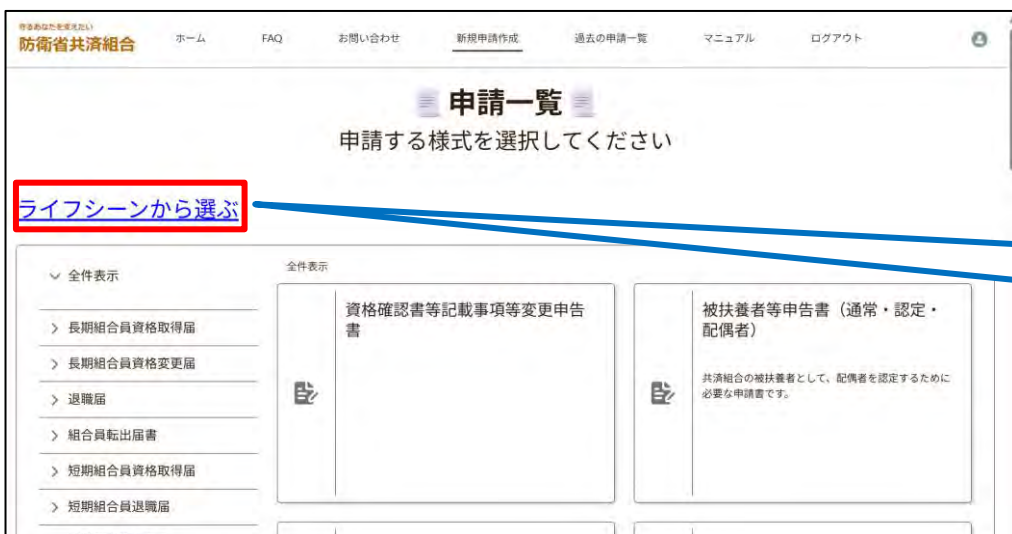 守るあなたを支えたい
防衛省共済組合
ホーム
FAQ
お問い合わせ
新規申請作成
過去の申請一覧
マニュアル
ログアウト
申請一覧
申請する様式を選択してください
ライフシーンから選ぶ
全件表示
長期組合員資格取得届
長期組合員資格変更届
退職届
組合員転出届書
短期組合員資格取得届
短期組合員退職届
全件表示
資格確認書等記載事項等変更申告
書
被扶養者等申告書（通常・認定・
配偶者）
共済組合の被扶養者として、配偶者を認定するために
必要な申請書です。